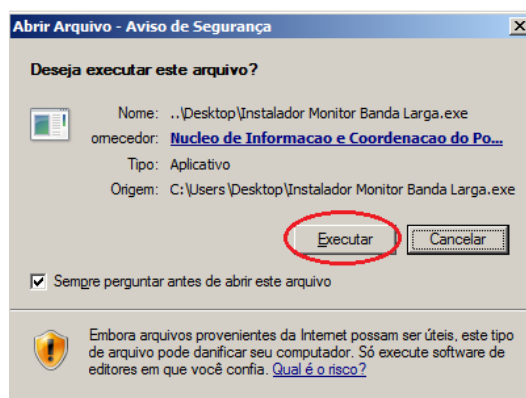 Abrir Arquivo - Aviso de Segurança
Deseja executar este arquivo?
Nome: ..\Desktop\Instalador Monitor Banda Larga.exe
ornecedor: Nucleo de Informacao e Coordenacao do Po...
Tipo: Aplicativo
Origem: C:\Users\Desktop\Instalador Monitor Banda Larga.exe
Executar Cancelar
Sempre perguntar antes de abrir este arquivo
Embora arquivos provenientes da Internet possam ser úteis, este tipo
de arquivo pode danificar seu computador. Só execute software de
editores em que você confia. Qual é o risco?